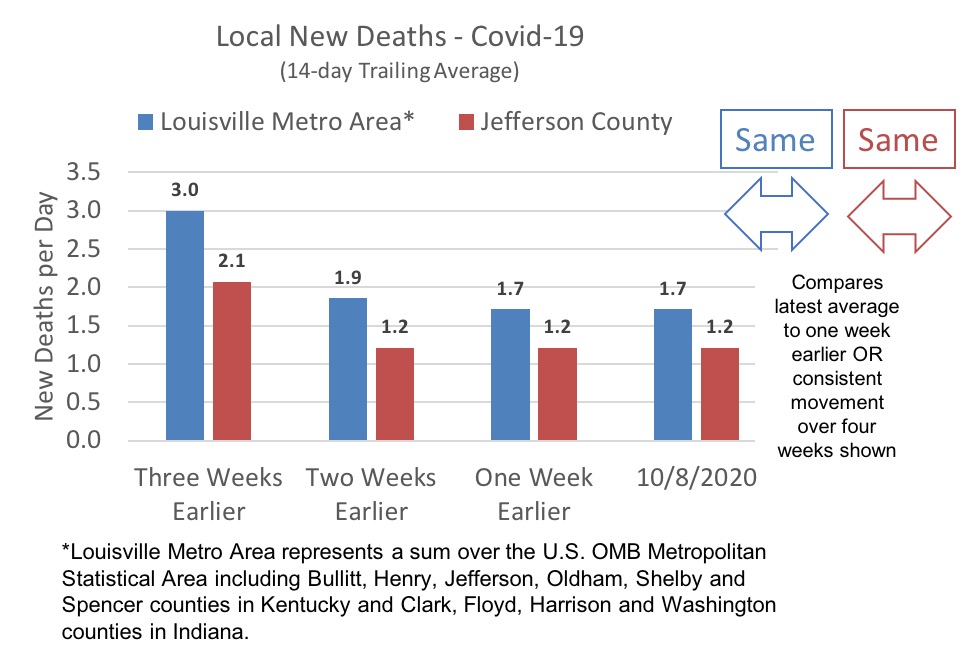 Local New Deaths - Covid-19
(14-day Trailing Average)
Louisville Metro Area* Jefferson County
Same Same
3.5
3.0
2.5
2.0
1.5
1.0
0.5
0.0
New Deaths per Day
3.0
2.1
1.9
1.2
1.7
1.2
1.7
1.2
Three Weeks
Earlier
Two Weeks
Earlier
One Week
Earlier
10/8/2020
Compares
latest average
to one week
earlier OR
consistent
movement
over four
weeks shown
*Louisville Metro Area represents a sum over the U.S. OMB Metropolitan
Statistical Area including Bullitt, Henry, Jefferson, Oldham, Shelby and
Spencer counties in Kentucky and Clark, Floyd, Harrison and Washington
counties in Indiana.